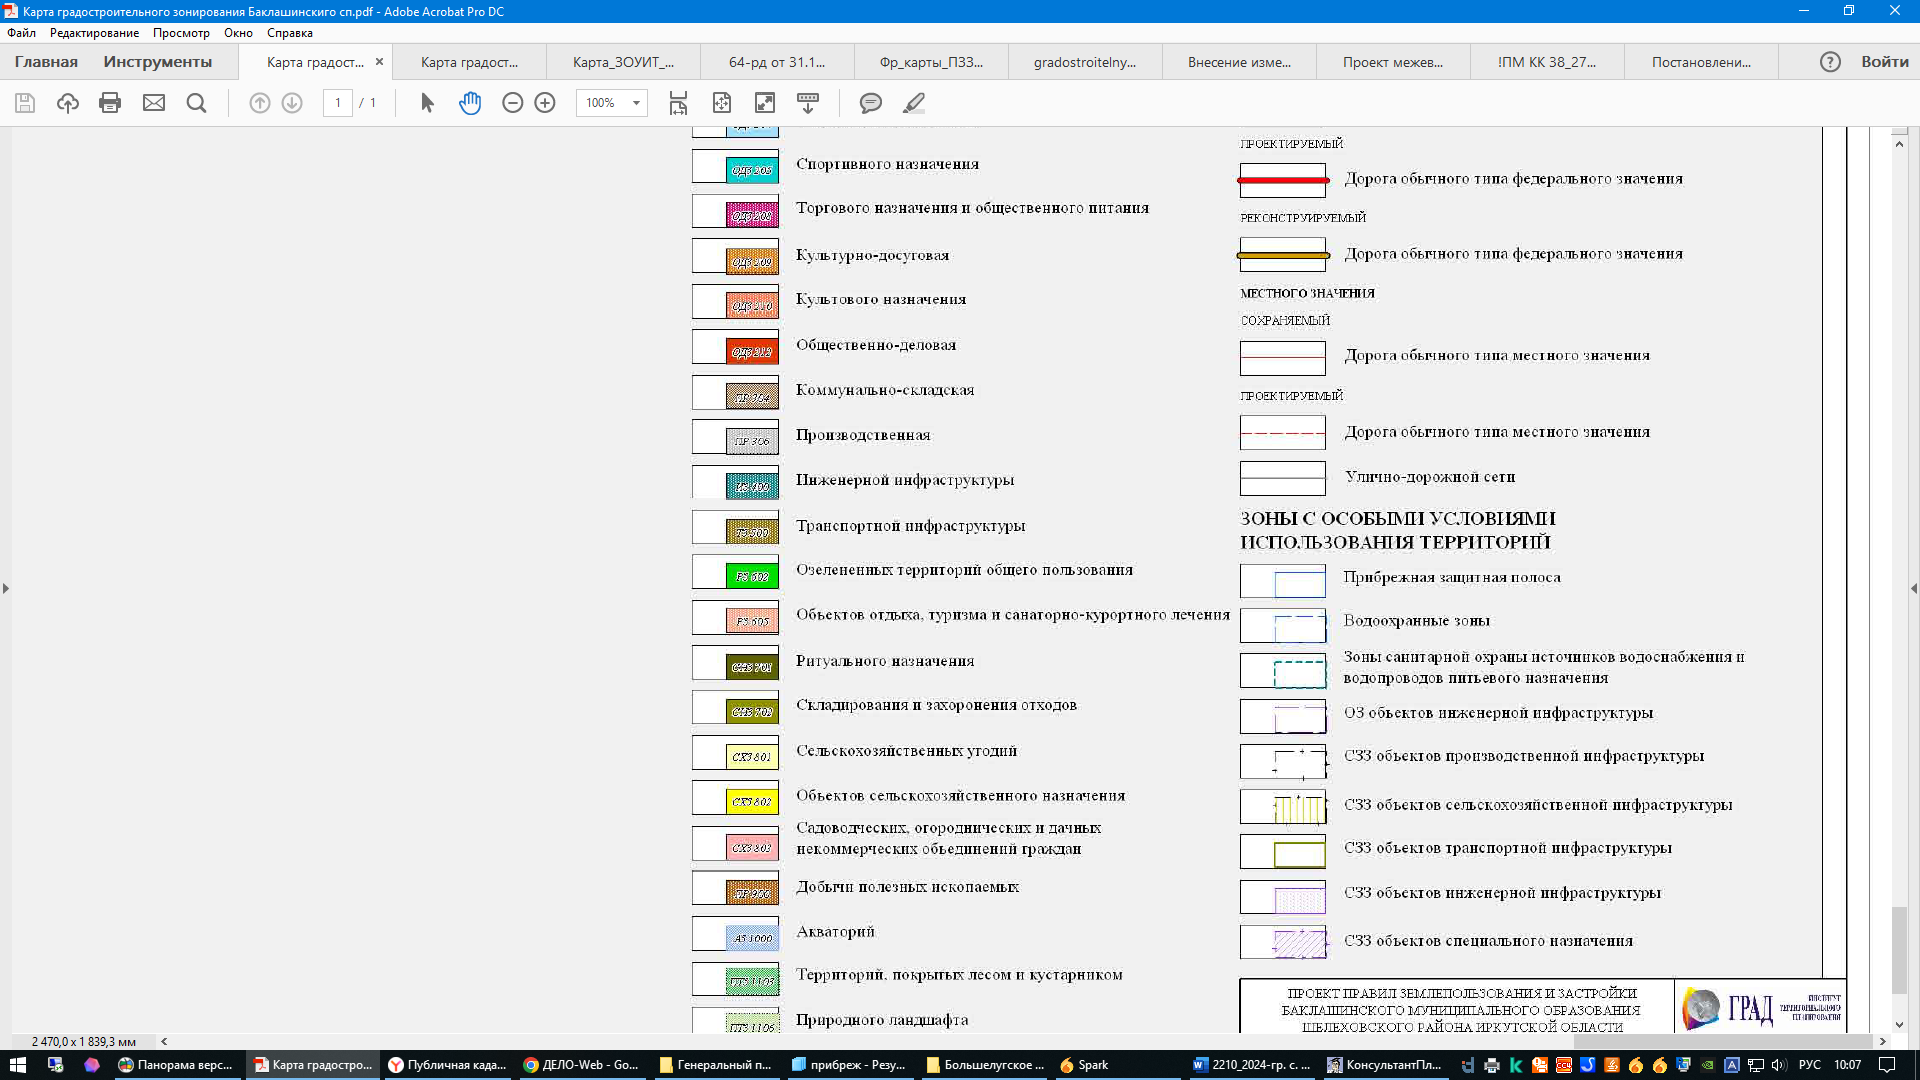 Карта градостроительного зонирования Баклашинскиго сп.pdf - Adobe Acrobat Pro DC
Файл Редактирование Просмотр Окно Справка
Главная Инструменты Карта градост... × Карта градост... Карта_ЗОУИТ_... 64-рд от 31.1... Фр_карты_ПЗЗ... gradostroitelny... Внесение изме... Проект межев... !ПМ КК 38_27... Постановлени... Войти
1 / 1 100%
Спортивного назначения
ОДЗ 205
Торгового назначения и общественного питания
ОДЗ 208
Культурно-досуговая
ОДЗ 209
Культового назначения
ОДЗ 210
Общественно-деловая
ОДЗ 212
Коммунально-складская
ПР 304
Производственная
ПР 306
Инженерной инфраструктуры
ИЗ 400
Транспортной инфраструктуры
ТЗ 500
Озелененных территорий общего пользования
РЗ 602
Объектов отдыха, туризма и санаторно-курортного лечения
РЗ 605
Ритуального назначения
СНЗ 701
Складирования и захоронения отходов
СНЗ 702
Сельскохозяйственных угодий
СХЗ 801
Объектов сельскохозяйственного назначения
СХЗ 802
Садоводческих, огороднических и дачных
некоммерческих объединений граждан
СХЗ 803
Добычи полезных ископаемых
ПР 900
Акваторий
АЗ 1000
Территорий, покрытых лесом и кустарником
ПТЗ 1103
Природного ландшафта
ПТЗ 1106
ПРОЕКТИРУЕМЫЙ
Дорога обычного типа федерального значения
РЕКОНСТРУИРУЕМЫЙ
Дорога обычного типа федерального значения
МЕСТНОГО ЗНАЧЕНИЯ
СОХРАНЯЕМЫЙ
Дорога обычного типа местного значения
ПРОЕКТИРУЕМЫЙ
Дорога обычного типа местного значения
Улично-дорожной сети
ЗОНЫ С ОСОБЫМИ УСЛОВИЯМИ
ИСПОЛЬЗОВАНИЯ ТЕРРИТОРИЙ
Прибрежная защитная полоса
Водоохранные зоны
Зоны санитарной охраны источников водоснабжения и
водопроводов питьевого назначения
ОЗ объектов инженерной инфраструктуры
СЗЗ объектов производственной инфраструктуры
СЗЗ объектов сельскохозяйственной инфраструктуры
СЗЗ объектов транспортной инфраструктуры
СЗЗ объектов инженерной инфраструктуры
СЗЗ объектов специального назначения
ПРОЕКТ ПРАВИЛ ЗЕМЛЕПОЛЬЗОВАНИЯ И ЗАСТРОЙКИ
БАКЛАШИНСКОГО МУНИЦИПАЛЬНОГО ОБРАЗОВАНИЯ
ШЕЛЕХОВСКОГО РАЙОНА ИРКУТСКОЙ ОБЛАСТИ
ГРАД
ИНСТИТУТ
ТЕРРИТОРИАЛЬНОГО
ПЛАНИРОВАНИЯ
2 470,0 x 1 839,3 мм
Панорама верс... Карта градостро... Публичная када... ДЕЛО-Web - Go... Генеральный п... прибреж - Резу... Большелугское ... Spark 2210_2024-гр. с. ... КонсультантПл... РУС 10:07